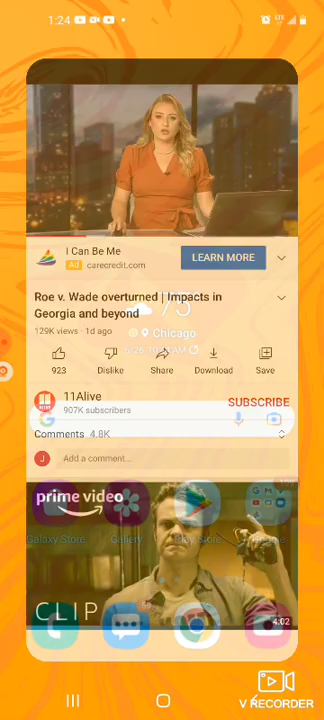 1:24
I Can Be Me
Ad carecredit.com
LEARN MORE
Roe v. Wade overturned | Impacts in
Georgia and beyond
75°
129K views · 1d ago
Chicago
923
Dislike
Share
Download
Save
11Alive
907K subscribers
SUBSCRIBE
Comments 4.8K
J
Add a comment...
prime video
Galaxy Store
Gallery
Play Store
Google
CLIP
4:02
V RECORDER